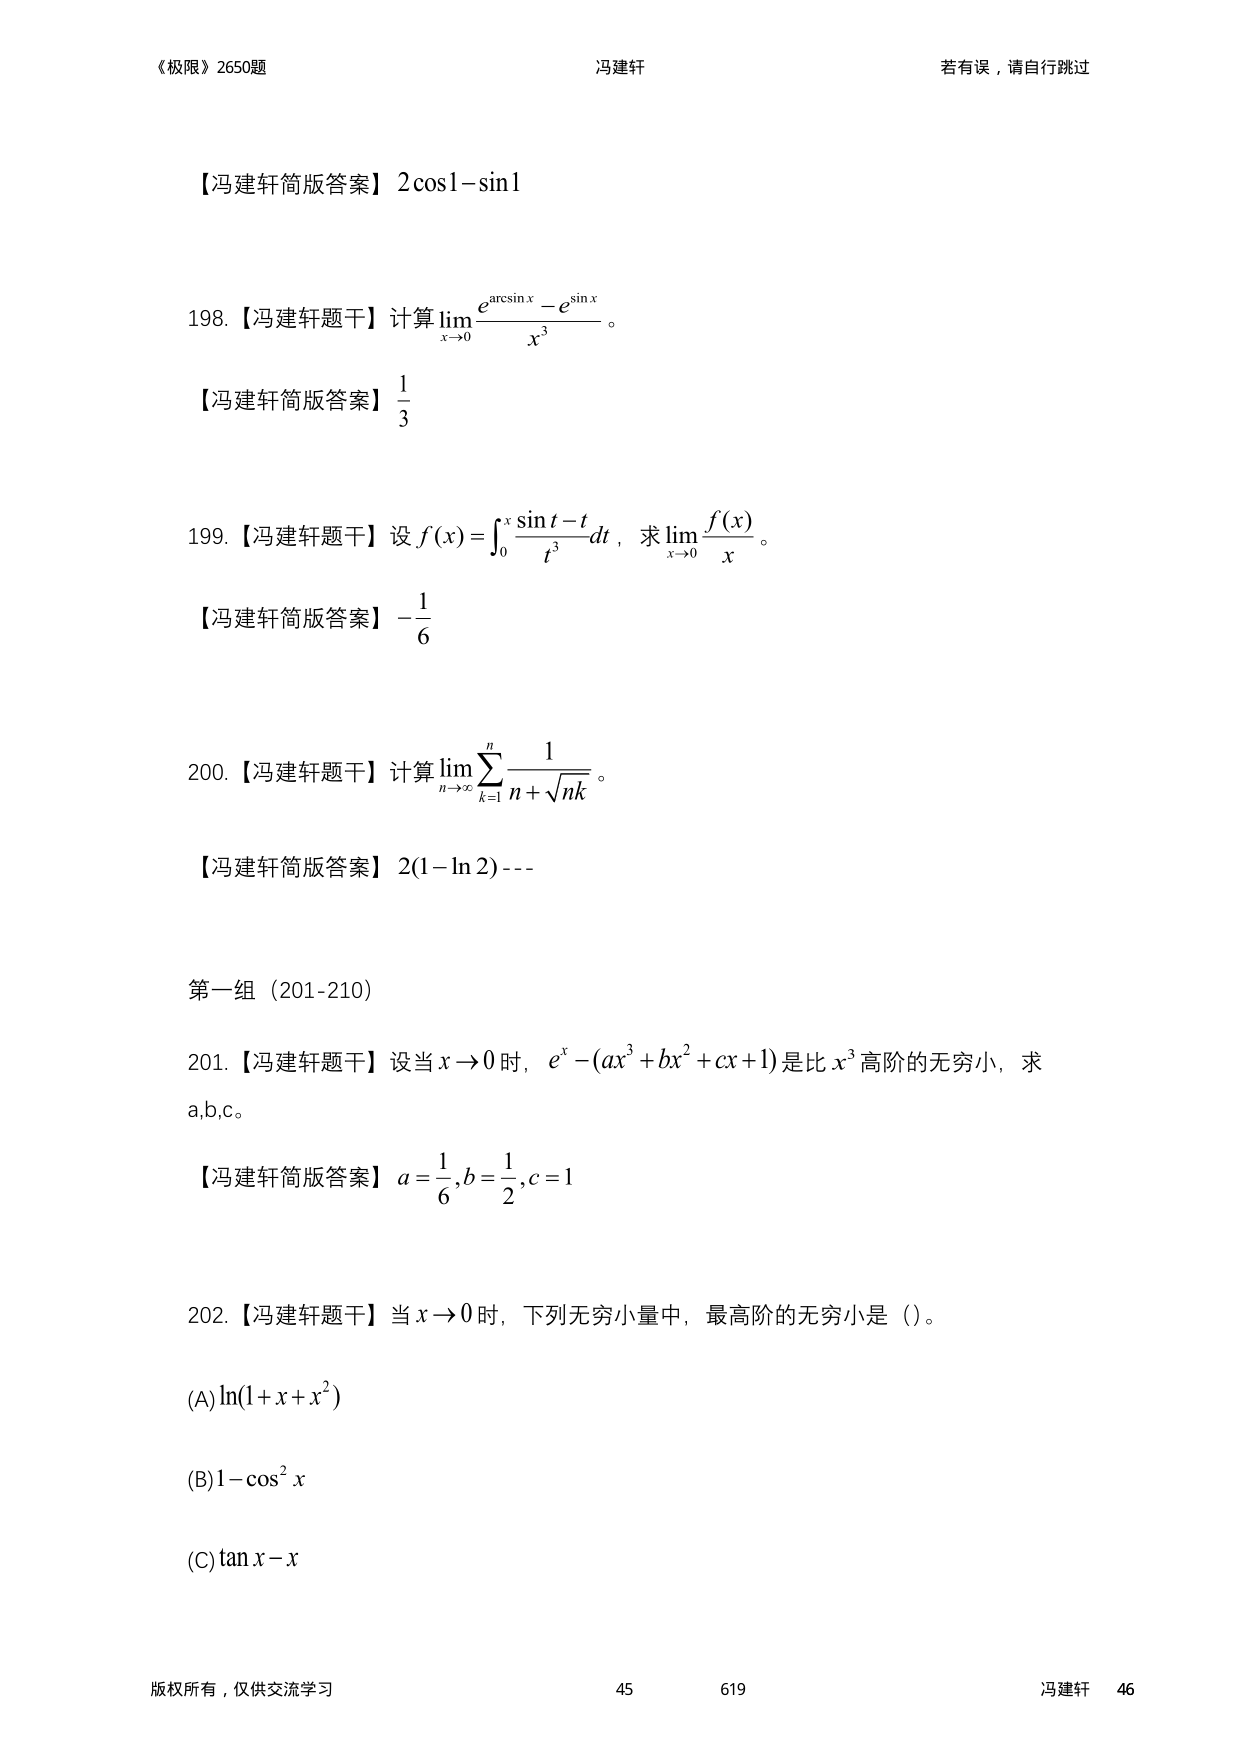 《极限》2650题 冯建轩 若有误，请自行跳过
【冯建轩简版答案】 2cos1−sin1
198.【冯建轩题干】计算 lim_{x→0} (e^{arcsin x} − e^{sin x})/x^3 。
【冯建轩简版答案】 1/3
199.【冯建轩题干】设 f(x)=∫_0^x (sin t−t)/t^3 dt，求 lim_{x→0} f(x)/x 。
【冯建轩简版答案】 −1/6
200.【冯建轩题干】计算 lim_{n→∞} ∑_{k=1}^{n} 1/(n+√(nk)) 。
【冯建轩简版答案】 2(1−ln 2)---
第一组（201-210）
201.【冯建轩题干】设当 x→0 时， e^x −(ax^3+bx^2+cx+1) 是比 x^3 高阶的无穷小，求
a,b,c。
【冯建轩简版答案】 a=1/6,b=1/2,c=1
202.【冯建轩题干】当 x→0 时，下列无穷小量中，最高阶的无穷小是（）。
(A) ln(1+x+x^2)
(B) 1−cos^2 x
(C) tan x−x
版权所有，仅供交流学习 45 619 冯建轩 46